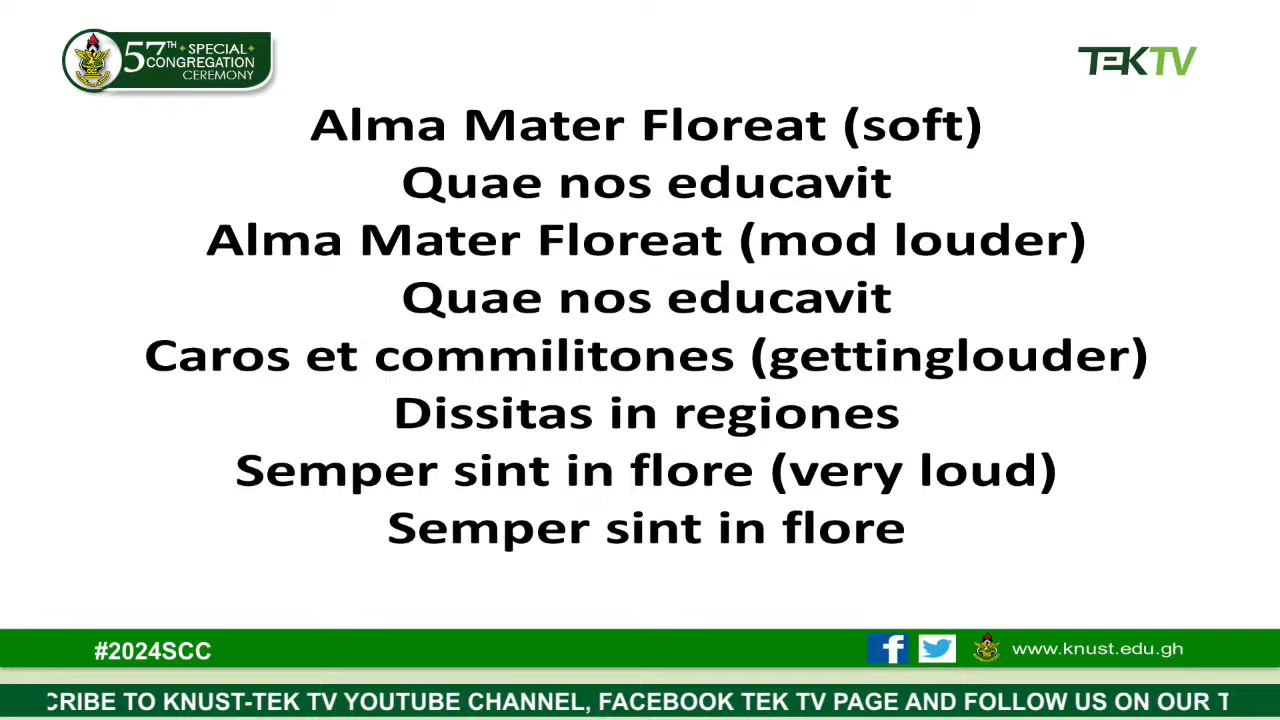 57TH SPECIAL
CONGREGATION
CEREMONY
TEKTV
Alma Mater Floreat (soft)
Quae nos educavit
Alma Mater Floreat (mod louder)
Quae nos educavit
Caros et commilitones (gettinglouder)
Dissitas in regiones
Semper sint in flore (very loud)
Semper sint in flore
#2024SCC
www.knust.edu.gh
CRIBE TO KNUST-TEK TV YOUTUBE CHANNEL, FACEBOOK TEK TV PAGE AND FOLLOW US ON OUR T